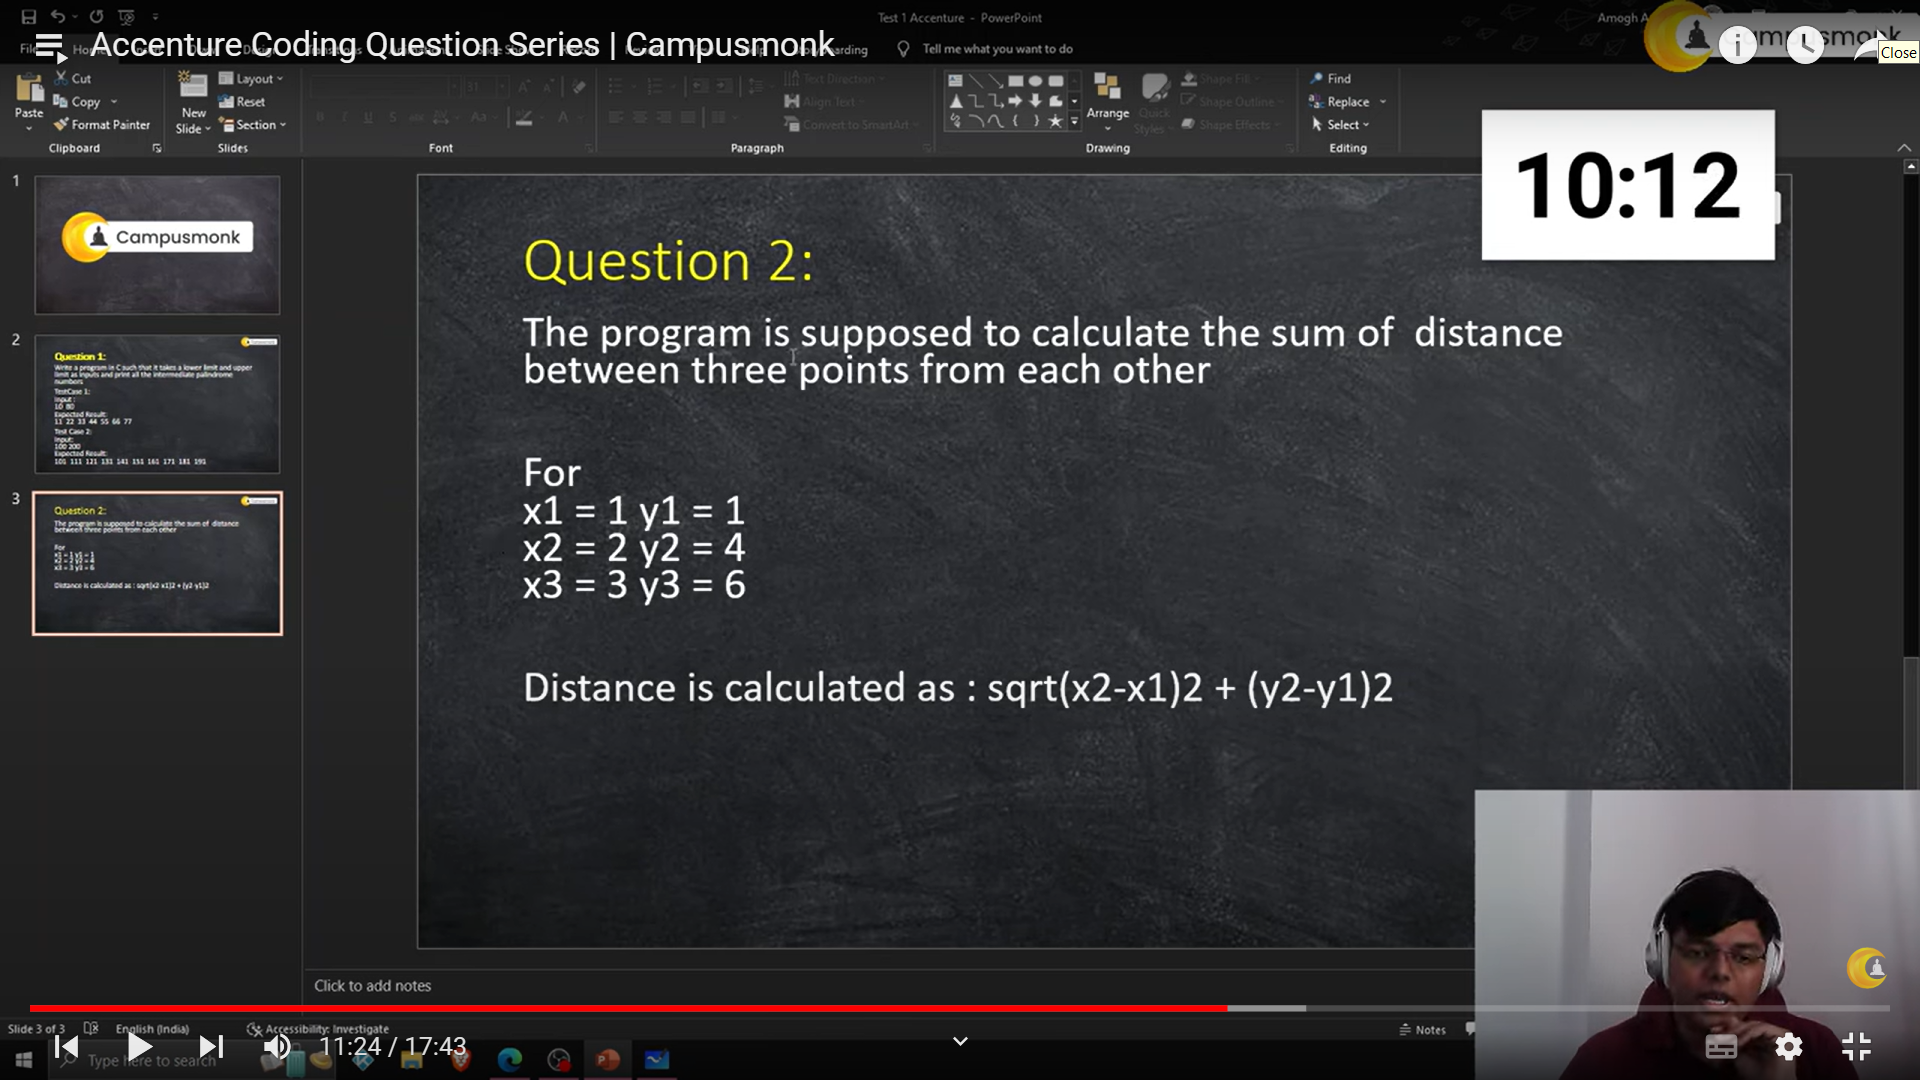 Test 1 Accenture - PowerPoint
Amogh A
Accenture Coding Question Series | Campusmonk
Tell me what you want to do
Close
Cut
Copy
Format Painter
Paste
Clipboard
New
Slide
Layout
Reset
Section
Slides
Font
Text Direction
Align Text
Convert to SmartArt
Paragraph
Arrange
Quick
Styles
Shape Fill
Shape Outline
Shape Effects
Drawing
Find
Replace
Select
Editing
10:12
1
Campusmonk
2
Question 1:
Write a program in C such that it takes a lower limit and upper
limit as inputs and print all the intermediate palindrome
numbers
TestCase 1:
Input :
10 80
Expected Result:
11 22 33 44 55 66 77
Test Case 2:
Input:
100 200
Expected Result:
101 111 121 131 141 151 161 171 181 191
3
Question 2:
The program is supposed to calculate the sum of distance
between three points from each other
For
x1 = 1 y1 = 1
x2 = 2 y2 = 4
x3 = 3 y3 = 6
Distance is calculated as : sqrt(x2-x1)2 + (y2-y1)2
Question 2:
The program is supposed to calculate the sum of distance
between three points from each other
For
x1 = 1 y1 = 1
x2 = 2 y2 = 4
x3 = 3 y3 = 6
Distance is calculated as : sqrt(x2-x1)2 + (y2-y1)2
Click to add notes
Slide 3 of 3
English (India)
Accessibility: Investigate
Notes
11:24 / 17:43
Type here to search